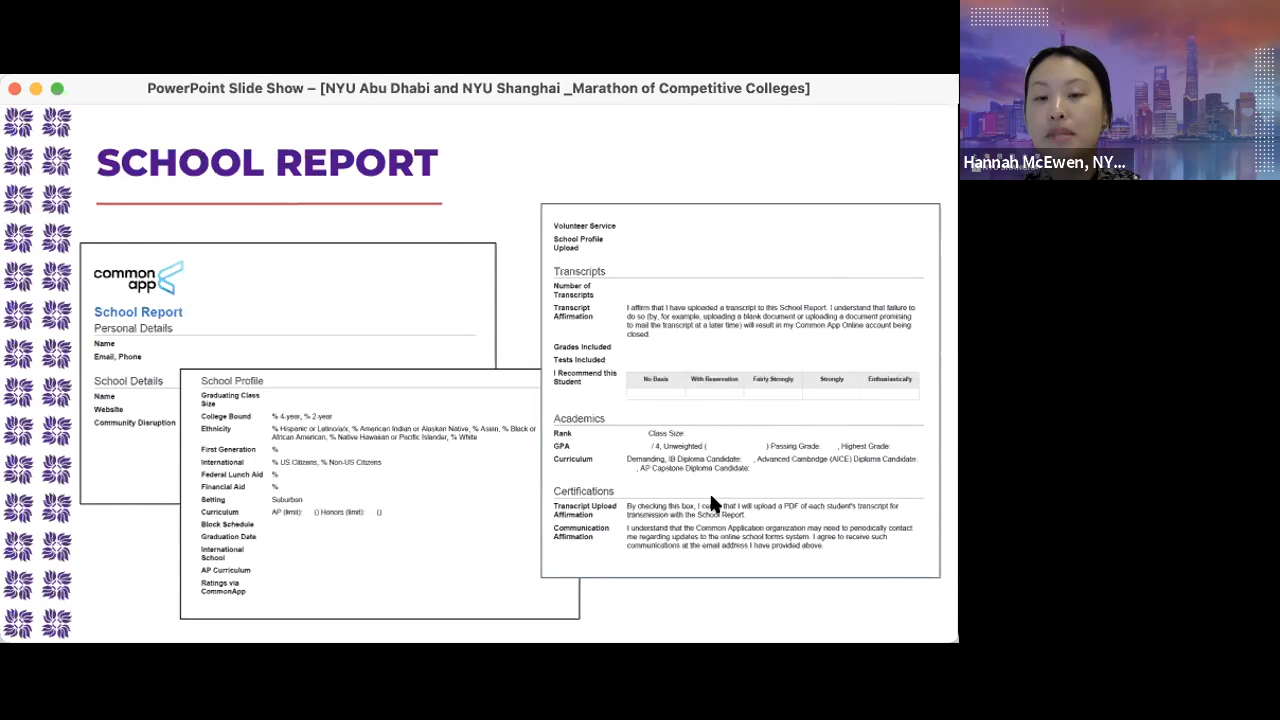 PowerPoint Slide Show – [NYU Abu Dhabi and NYU Shanghai _Marathon of Competitive Colleges]
SCHOOL REPORT
common
app
School Report
Personal Details
Name
Email, Phone
School Details
Name
Website
Community Disruption
School Profile
Graduating Class
Size
College Bound % 4-year, % 2-year
Ethnicity % Hispanic or Latino/a/x, % American Indian or Alaskan Native, % Asian, % Black or
African American, % Native Hawaiian or Pacific Islander, % White
First Generation %
International % US Citizens, % Non-US Citizens
Federal Lunch Aid %
Financial Aid %
Setting Suburban
Curriculum AP (limit): () Honors (limit): ()
Block Schedule
Graduation Date
International
School
AP Curriculum
Ratings via
CommonApp
Volunteer Service
School Profile
Upload
Transcripts
Number of
Transcripts
Transcript
Affirmation
I affirm that I have uploaded a transcript to this School Report. I understand that failure to
do so (by, for example, uploading a blank document or uploading a document promising
to mail the transcript at a later time) will result in my Common App Online account being
closed.
Grades Included
Tests Included
I Recommend this
Student
No Basis With Reservation Fairly Strongly Strongly Enthusiastically
Academics
Rank Class Size:
GPA / 4, Unweighted ( ) Passing Grade: , Highest Grade:
Curriculum Demanding, IB Diploma Candidate: , Advanced Cambridge (AICE) Diploma Candidate:
, AP Capstone Diploma Candidate:
Certifications
Transcript Upload
Affirmation
By checking this box, I that I will upload a PDF of each student's transcript for
transmission with the School Report.
Communication
Affirmation
I understand that the Common Application organization may need to periodically contact
me regarding updates to the online school forms system. I agree to receive such
communications at the email address I have provided above.
Hannah McEwen, NY...